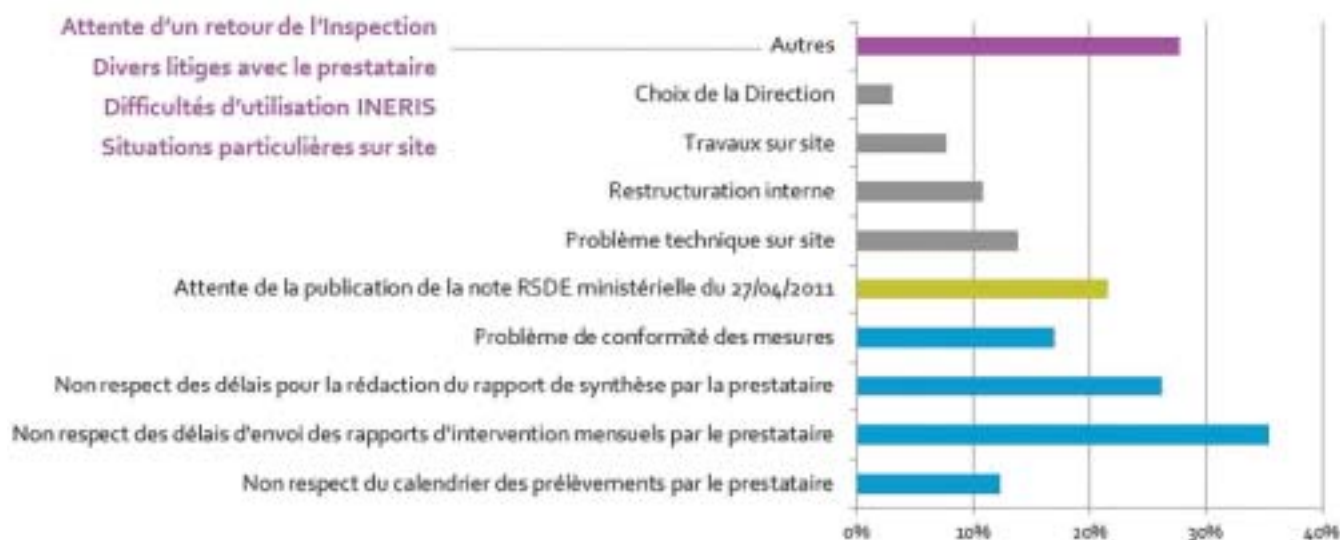 Attente d'un retour de l'Inspection
Divers litiges avec le prestataire
Difficultés d'utilisation INERIS
Situations particulières sur site
Autres
Choix de la Direction
Travaux sur site
Restructuration interne
Problème technique sur site
Attente de la publication de la note RSDE ministérielle du 27/04/2011
Problème de conformité des mesures
Non respect des délais pour la rédaction du rapport de synthèse par la prestataire
Non respect des délais d'envoi des rapports d'intervention mensuels par le prestataire
Non respect du calendrier des prélèvements par le prestataire
0% 10% 20% 30% 40%